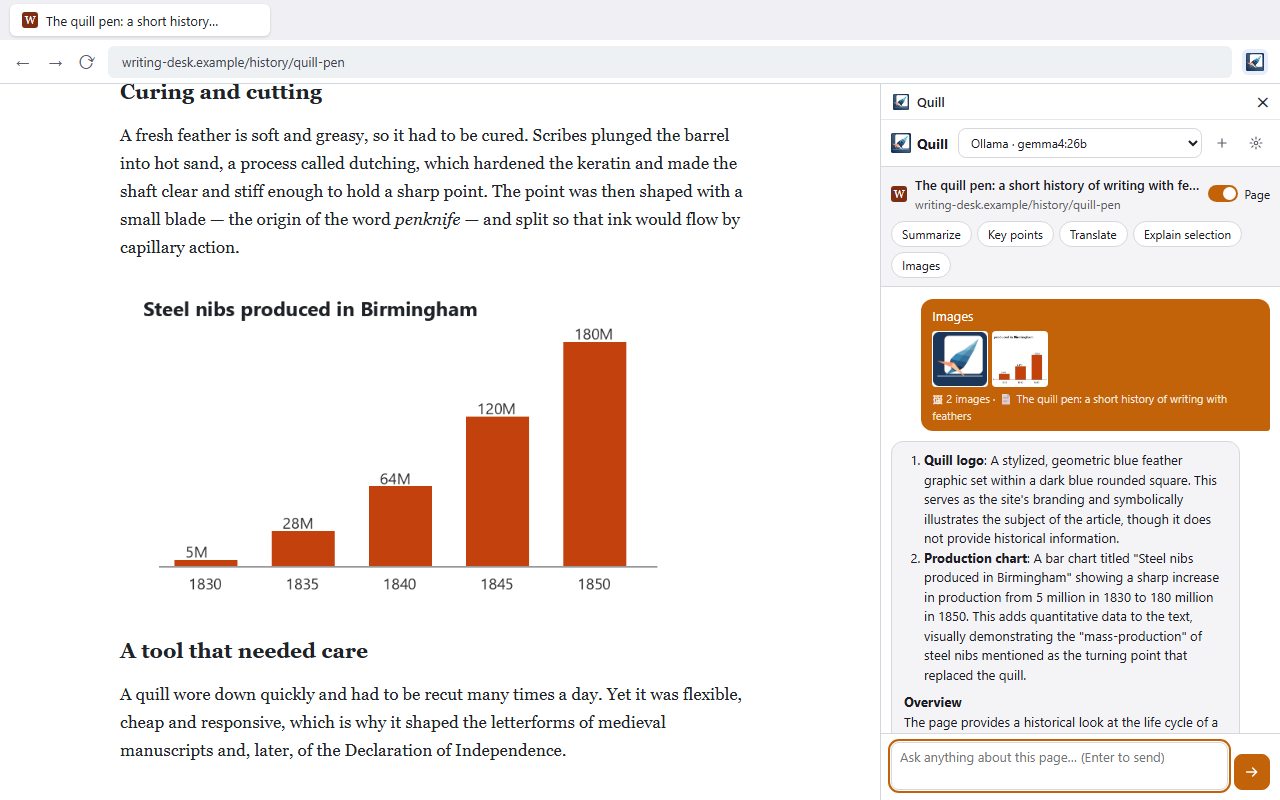 The quill pen: a short history...
writing-desk.example/history/quill-pen
Curing and cutting
A fresh feather is soft and greasy, so it had to be cured. Scribes plunged the barrel
into hot sand, a process called dutching, which hardened the keratin and made the
shaft clear and stiff enough to hold a sharp point. The point was then shaped with a
small blade — the origin of the word penknife — and split so that ink would flow by
capillary action.
Steel nibs produced in Birmingham
180M
120M
64M
28M
5M
1830 1835 1840 1845 1850
A tool that needed care
A quill wore down quickly and had to be recut many times a day. Yet it was flexible,
cheap and responsive, which is why it shaped the letterforms of medieval
manuscripts and, later, of the Declaration of Independence.
Quill
Quill
Ollama · gemma4:26b
W
The quill pen: a short history of writing with fe...
writing-desk.example/history/quill-pen
Page
Summarize
Key points
Translate
Explain selection
Images
Images
2 images · The quill pen: a short history of writing with
feathers
1. Quill logo: A stylized, geometric blue feather
graphic set within a dark blue rounded square. This
serves as the site's branding and symbolically
illustrates the subject of the article, though it does
not provide historical information.
2. Production chart: A bar chart titled "Steel nibs
produced in Birmingham" showing a sharp increase
in production from 5 million in 1830 to 180 million
in 1850. This adds quantitative data to the text,
visually demonstrating the "mass-production" of
steel nibs mentioned as the turning point that
replaced the quill.
Overview
The page provides a historical look at the life cycle of a
Ask anything about this page... (Enter to send)